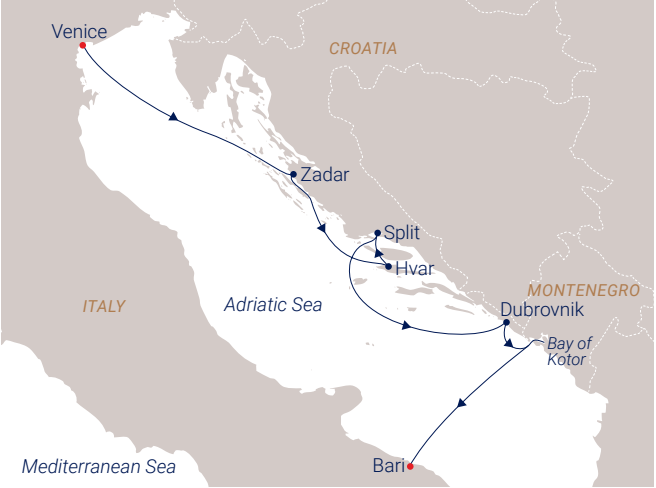 Venice
CROATIA
Zadar
Split
Hvar
MONTENEGRO
ITALY
Adriatic Sea
Dubrovnik
Bay of
Kotor
Bari
Mediterranean Sea